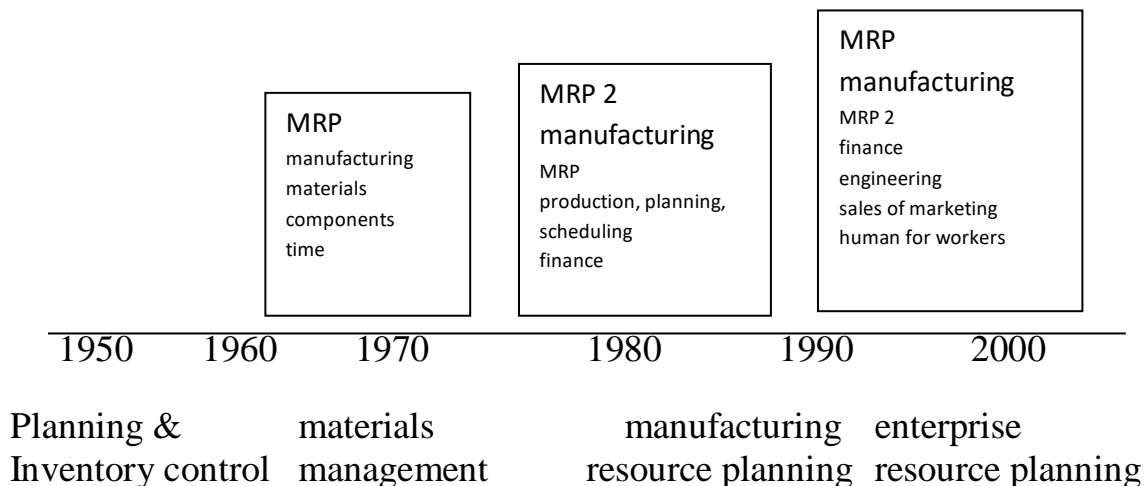 MRP
manufacturing
materials
components
time
MRP 2
manufacturing
MRP
production, planning,
scheduling
finance
MRP
manufacturing
MRP 2
finance
engineering
sales of marketing
human for workers
1950 1960 1970 1980 1990 2000
Planning & materials manufacturing enterprise
Inventory control management resource planning resource planning